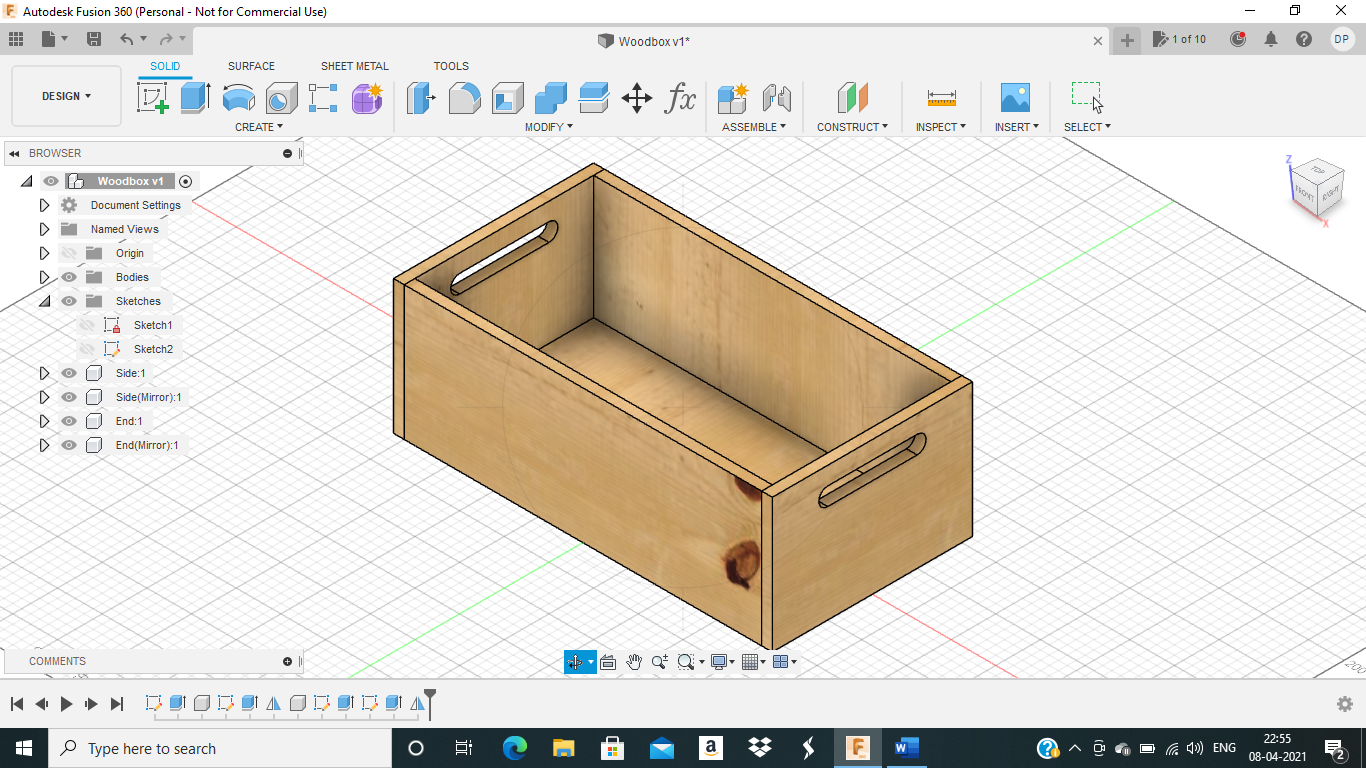 Autodesk Fusion 360 (Personal - Not for Commercial Use)
Woodbox v1*
1 of 10
DP
DESIGN
SOLID
SURFACE
SHEET METAL
TOOLS
fx
CREATE
MODIFY
ASSEMBLE
CONSTRUCT
INSPECT
INSERT
SELECT
BROWSER
Woodbox v1
Document Settings
Named Views
Origin
Bodies
Sketches
Sketch1
Sketch2
Side:1
Side(Mirror):1
End:1
End(Mirror):1
Z
TOP
FRONT
RIGHT
X
200
COMMENTS
Type here to search
ENG
22:55
08-04-2021
2